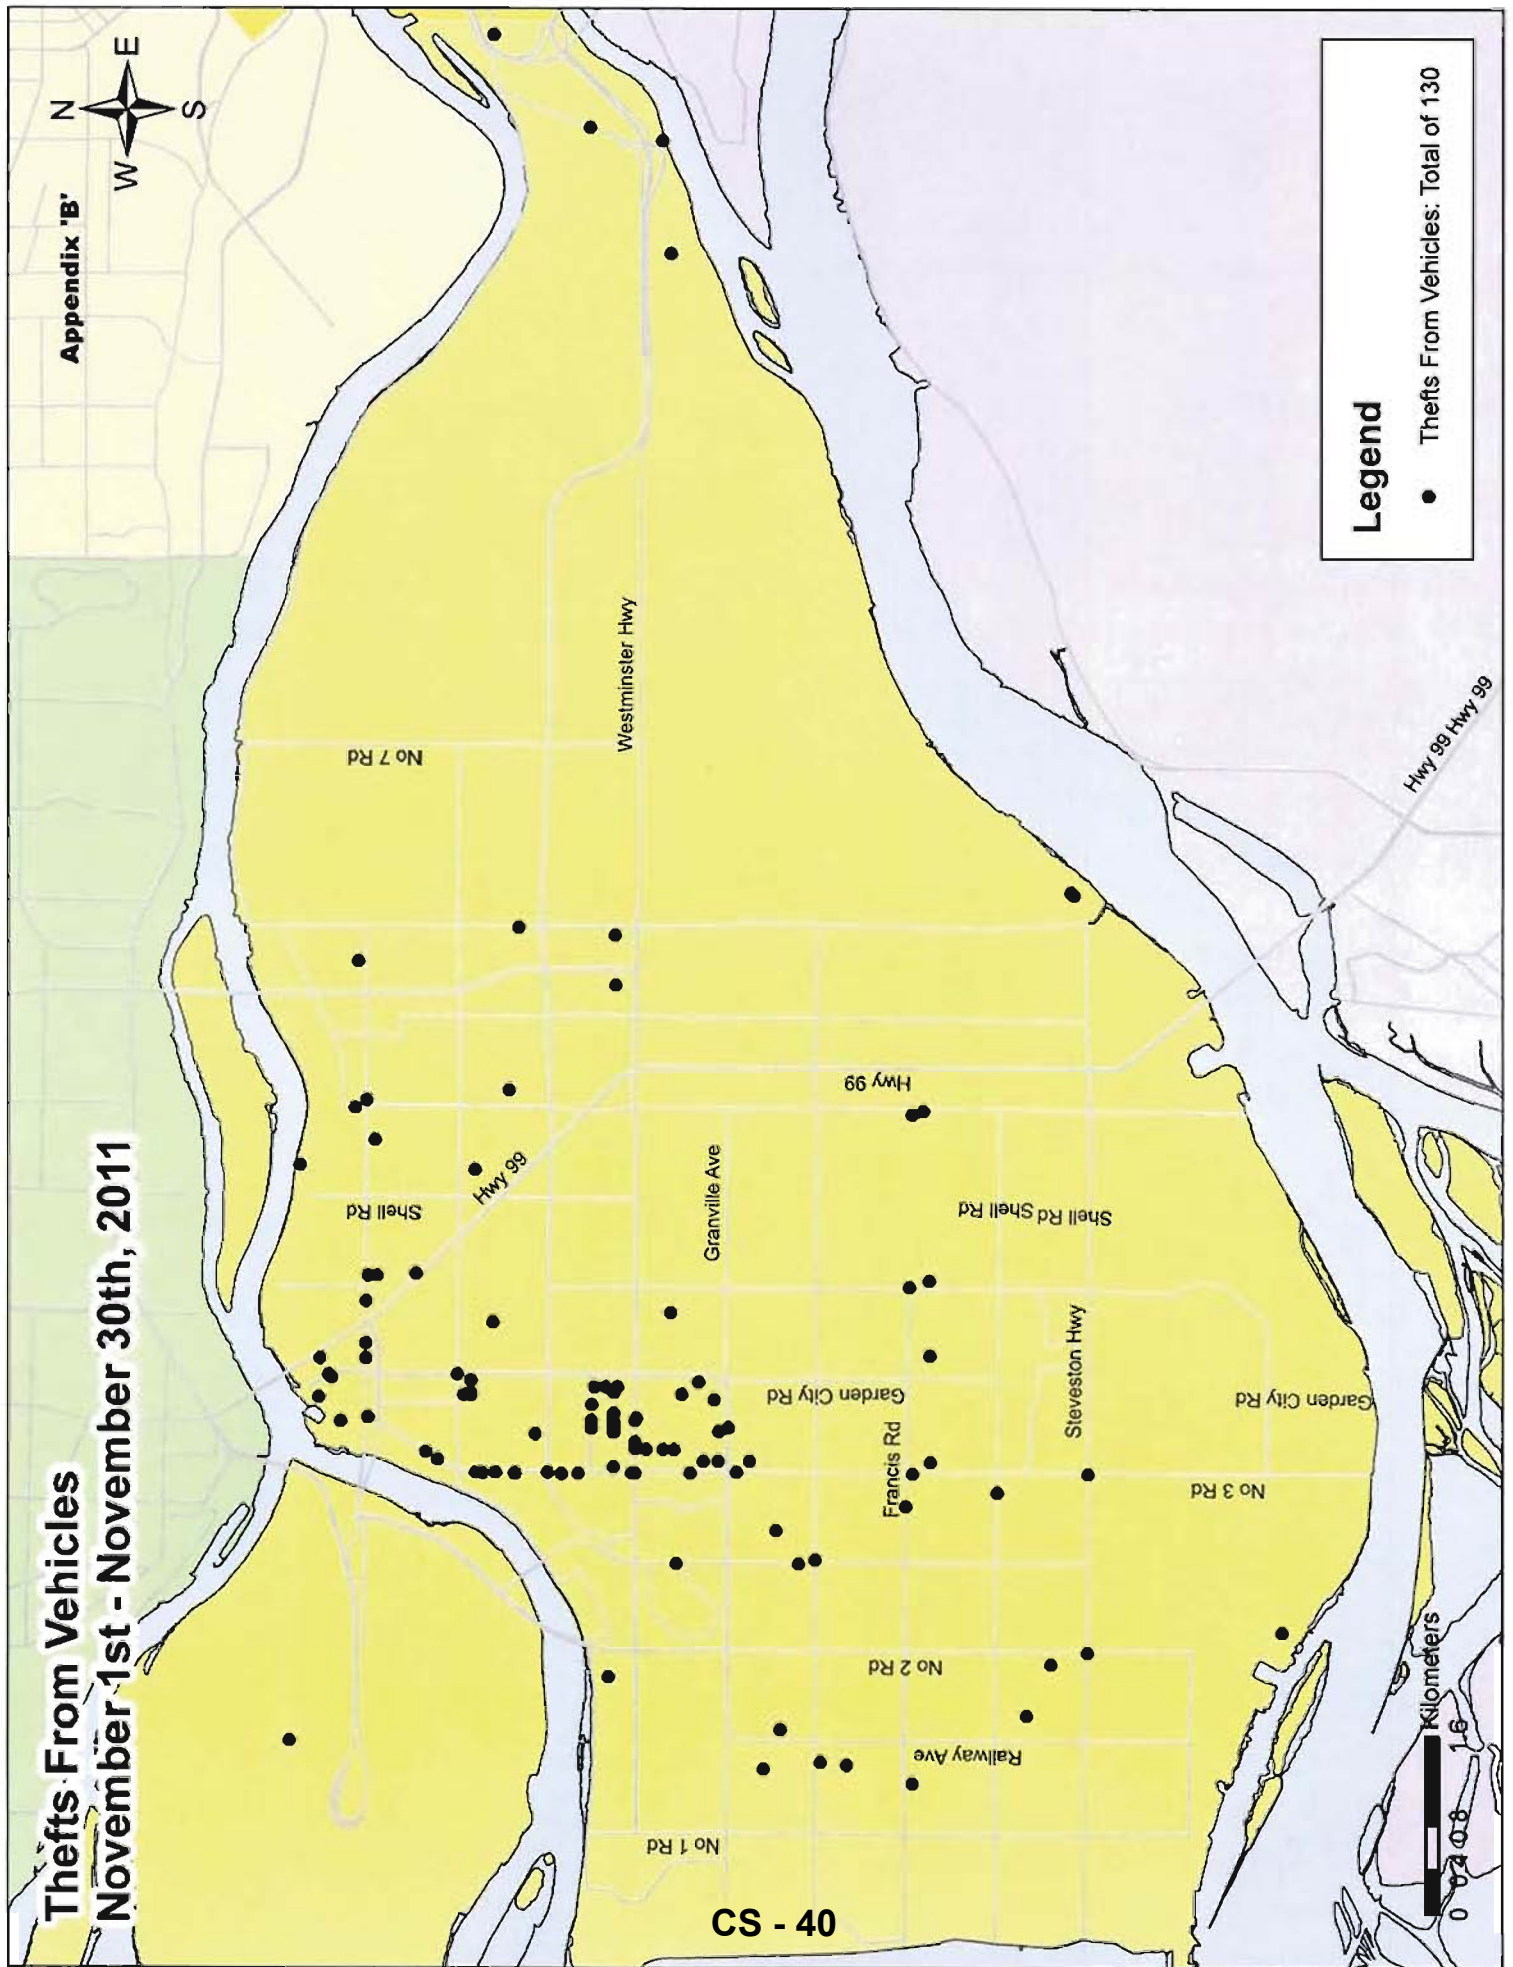 Thefts From Vehicles
November 1st - November 30th, 2011
Appendix 'B'
N
W E
S
No 7 Rd
Westminster Hwy
Shell Rd
Hwy 99
Granville Ave
Hwy 99
Shell Rd Shell Rd
Garden City Rd
Francis Rd
Steveston Hwy
Garden City Rd
No 3 Rd
No 2 Rd
Railway Ave
No 1 Rd
Hwy 99 Hwy 99
Legend
Thefts From Vehicles: Total of 130
Kilometers
0 0.4 0.8 1.6
CS - 40